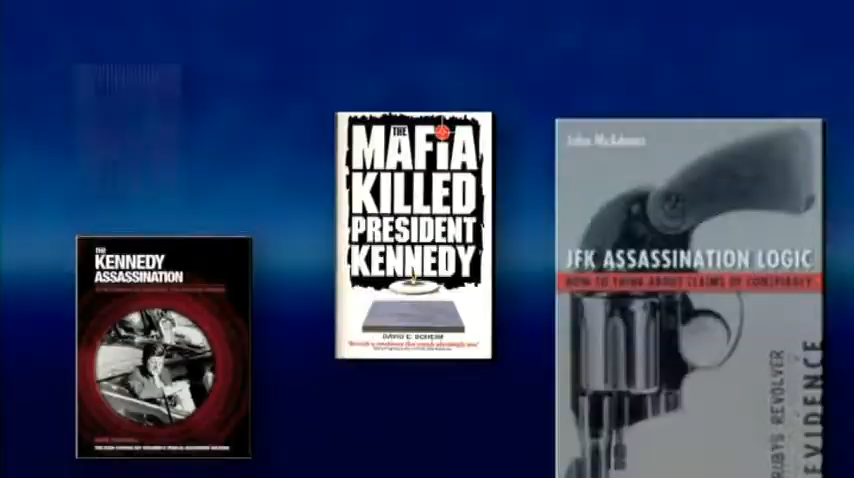 THE
KENNEDY
ASSASSINATION
THE
MAFIA
KILLED
PRESIDENT
KENNEDY
DAVID E. SCHEIM
John McAdams
JFK ASSASSINATION LOGIC
HOW TO THINK ABOUT CLAIMS OF CONSPIRACY
RUBYS REVOLVER
EVIDENCE